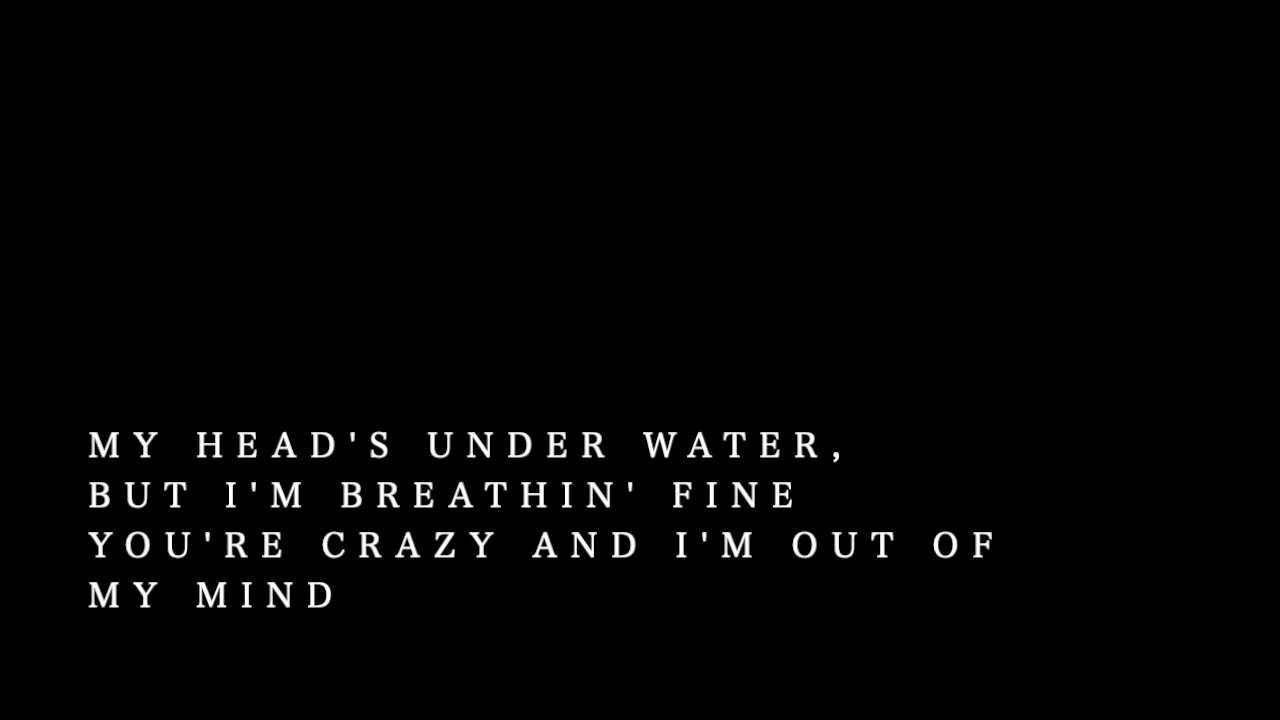 MY HEAD'S UNDER WATER,
BUT I'M BREATHIN' FINE
YOU'RE CRAZY AND I'M OUT OF
MY MIND